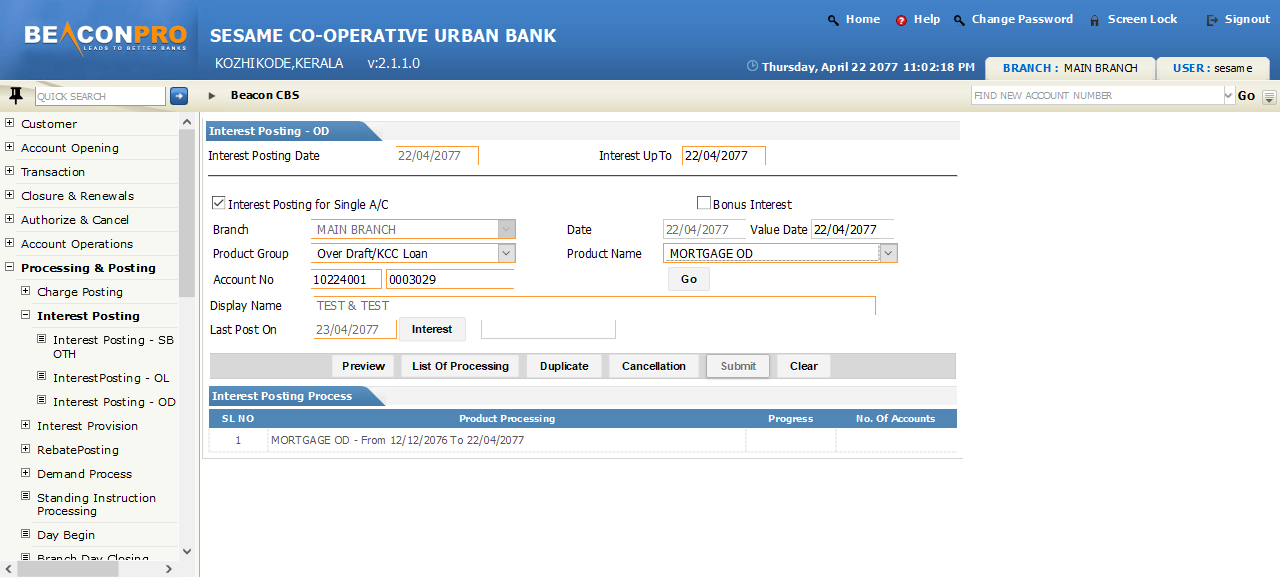 BEACONPRO
LEADS TO BETTER BANKS
SESAME CO-OPERATIVE URBAN BANK
KOZHIKODE,KERALA v:2.1.1.0
Home Help Change Password Screen Lock Signout
Thursday, April 22 2077 11:02:18 PM BRANCH : MAIN BRANCH USER : sesame
QUICK SEARCH Beacon CBS FIND NEW ACCOUNT NUMBER Go
Customer
Account Opening
Transaction
Closure & Renewals
Authorize & Cancel
Account Operations
Processing & Posting
Charge Posting
Interest Posting
Interest Posting - SB
OTH
InterestPosting - OL
Interest Posting - OD
Interest Provision
RebatePosting
Demand Process
Standing Instruction
Processing
Day Begin
Branch Day Closing
Interest Posting - OD
Interest Posting Date 22/04/2077 Interest UpTo 22/04/2077
Interest Posting for Single A/C Bonus Interest
Branch MAIN BRANCH Date 22/04/2077 Value Date 22/04/2077
Product Group Over Draft/KCC Loan Product Name MORTGAGE OD
Account No 10224001 0003029 Go
Display Name TEST & TEST
Last Post On 23/04/2077 Interest
Preview List Of Processing Duplicate Cancellation Submit Clear
Interest Posting Process
SL NO Product Processing Progress No. Of Accounts
1 MORTGAGE OD - From 12/12/2076 To 22/04/2077